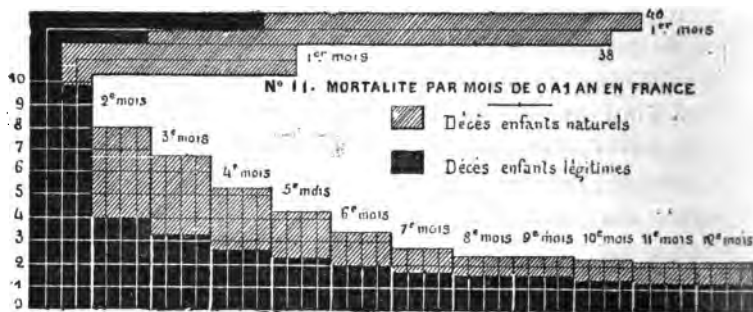 40
1er mois
38
1er mois
No 11. MORTALITE PAR MOIS DE 0 A 1 AN EN FRANCE
Décès enfants naturels
Décès enfants légitimes
10
9
8
7
6
5
4
3
2
1
0
2e mois
3e mois
4e mois
5e mois
6e mois
7e mois
8e mois
9e mois
10e mois
11e mois
12e mois